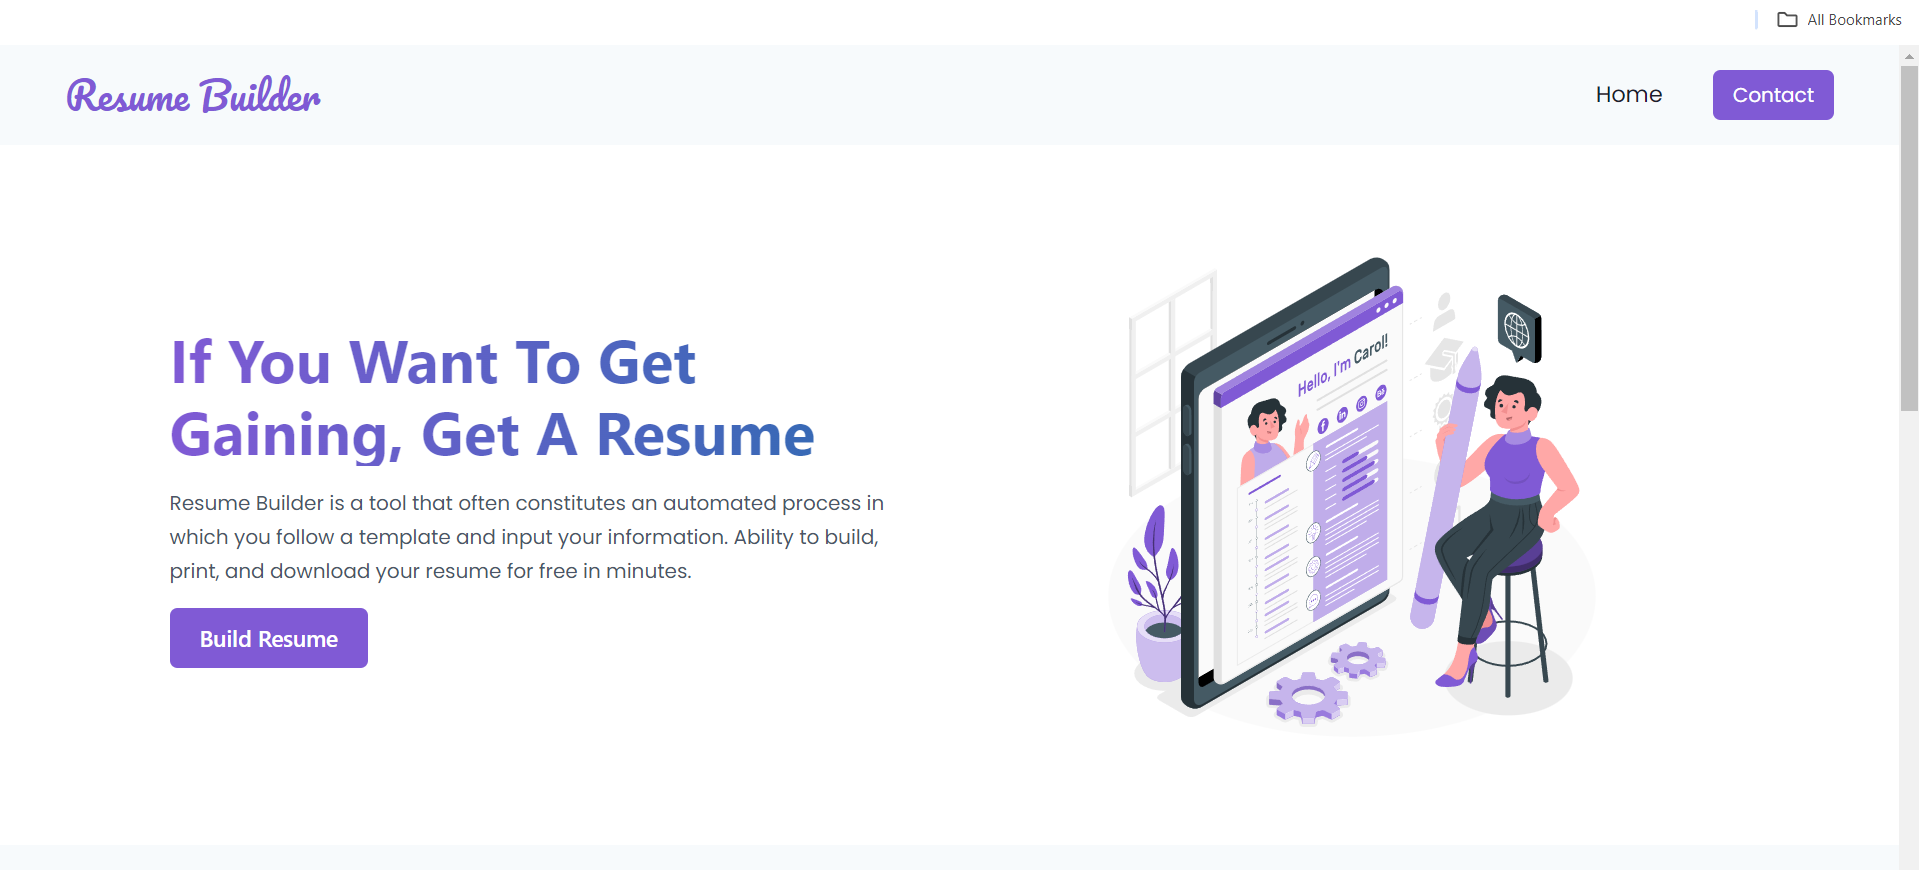 All Bookmarks
Resume Builder
Home
Contact
If You Want To Get
Gaining, Get A Resume
Resume Builder is a tool that often constitutes an automated process in
which you follow a template and input your information. Ability to build,
print, and download your resume for free in minutes.
Build Resume
Hello, I'm Carol!
f
in
Bē